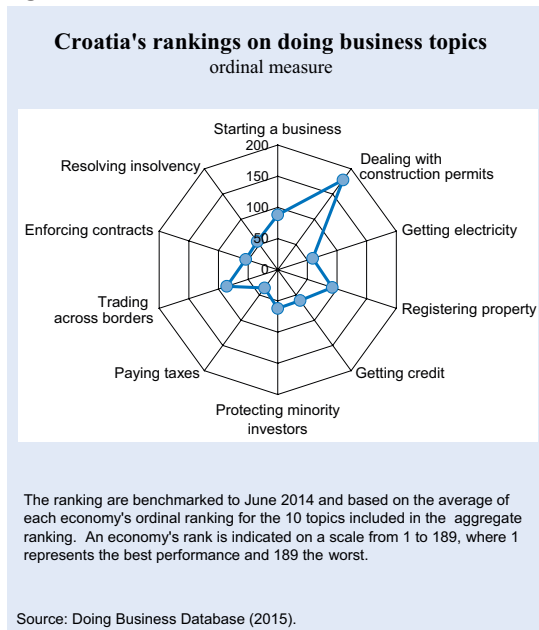 Croatia's rankings on doing business topics
ordinal measure
Starting a business
200
Resolving insolvency
Dealing with
construction permits
150
100
Enforcing contracts
Getting electricity
50
0
Trading
across borders
Registering property
Paying taxes
Getting credit
Protecting minority
investors
The ranking are benchmarked to June 2014 and based on the average of
each economy's ordinal ranking for the 10 topics included in the aggregate
ranking. An economy's rank is indicated on a scale from 1 to 189, where 1
represents the best performance and 189 the worst.
Source: Doing Business Database (2015).